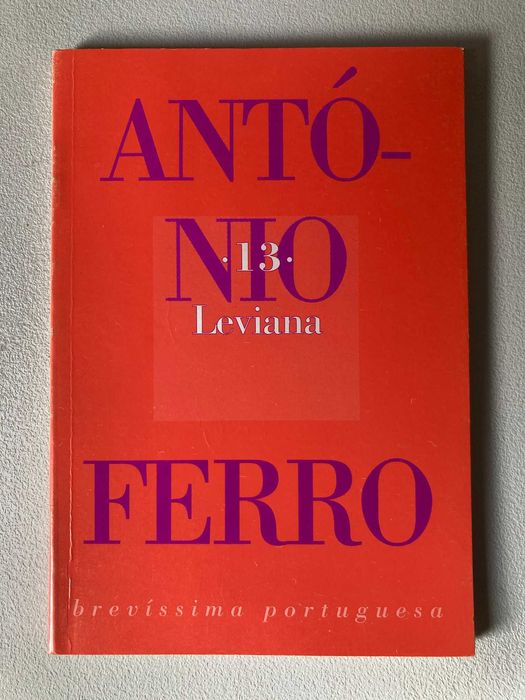 ANTÓ-
NIO
·13·
Leviana
FERRO
brevíssima portuguesa